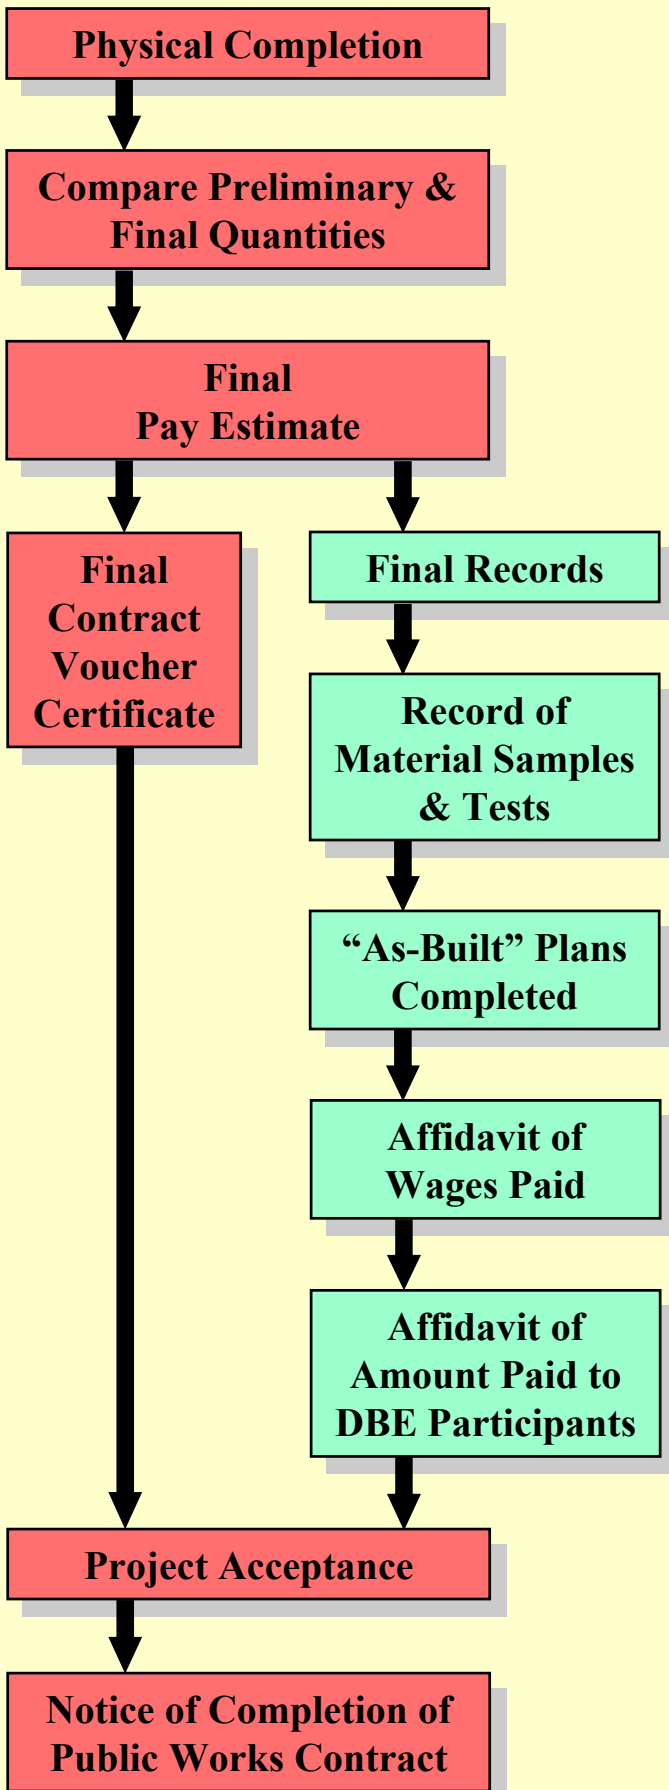 Physical Completion
Compare Preliminary &
Final Quantities
Final
Pay Estimate
Final
Contract
Voucher
Certificate
Final Records
Record of
Material Samples
& Tests
“As-Built” Plans
Completed
Affidavit of
Wages Paid
Affidavit of
Amount Paid to
DBE Participants
Project Acceptance
Notice of Completion of
Public Works Contract